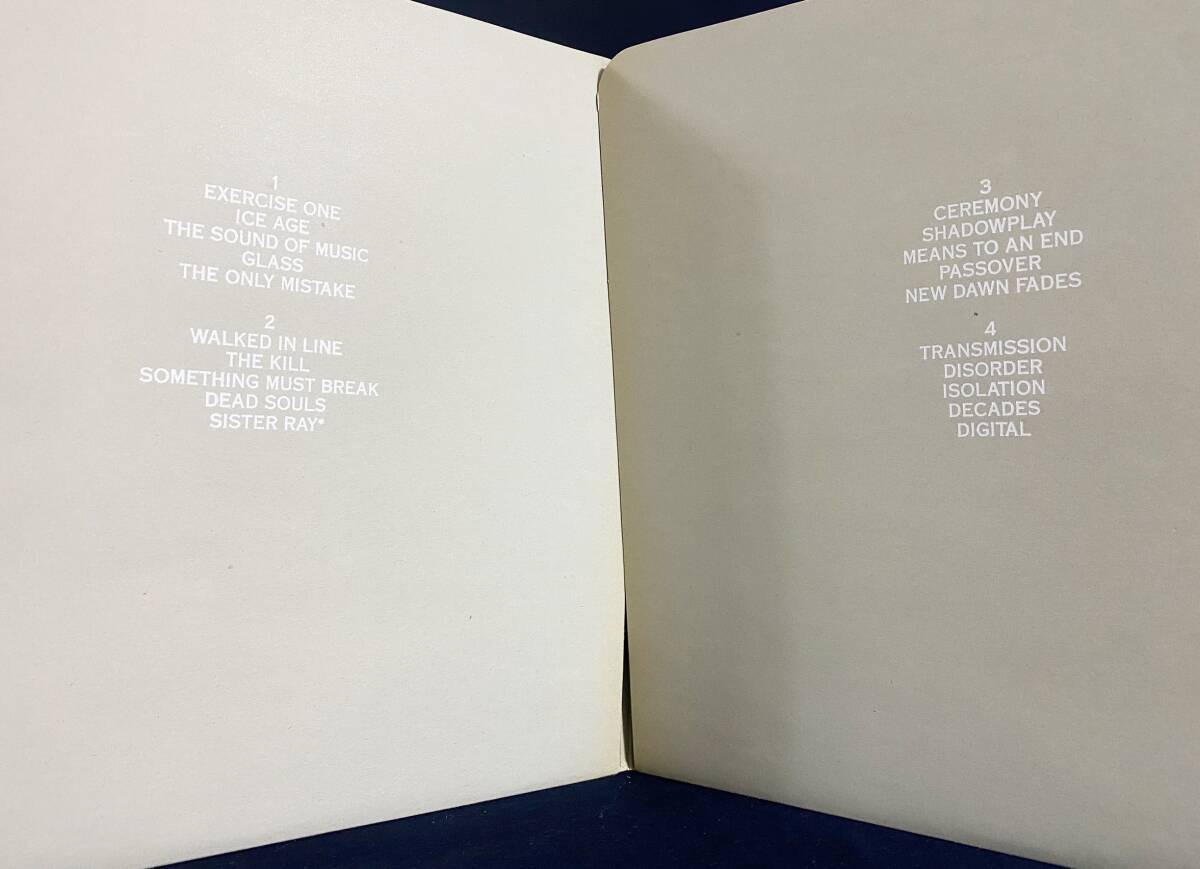 1
EXERCISE ONE
ICE AGE
THE SOUND OF MUSIC
GLASS
THE ONLY MISTAKE
2
WALKED IN LINE
THE KILL
SOMETHING MUST BREAK
DEAD SOULS
SISTER RAY*
3
CEREMONY
SHADOWPLAY
MEANS TO AN END
PASSOVER
NEW DAWN FADES
4
TRANSMISSION
DISORDER
ISOLATION
DECADES
DIGITAL